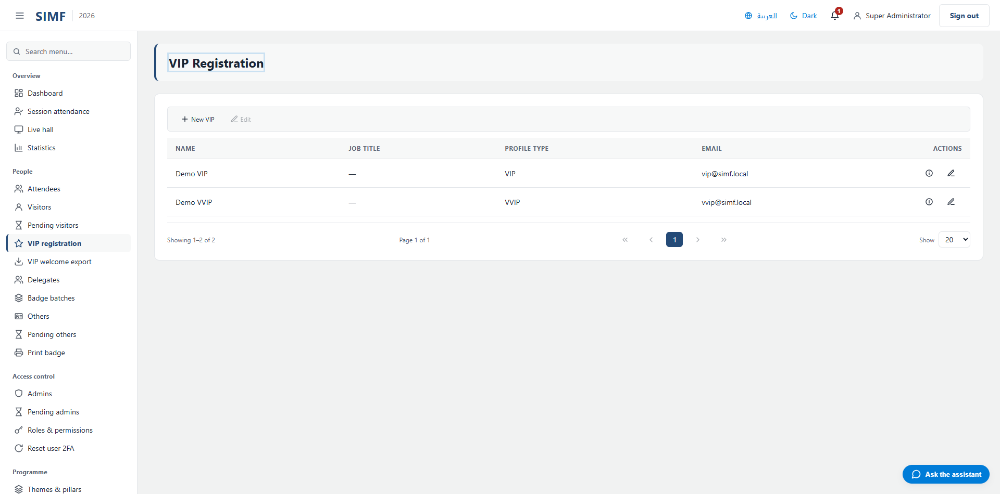 SIMF 2026
العربية Dark 1 Super Administrator Sign out
Search menu...
Overview
Dashboard
Session attendance
Live hall
Statistics
People
Attendees
Visitors
Pending visitors
VIP registration
VIP welcome export
Delegates
Badge batches
Others
Pending others
Print badge
Access control
Admins
Pending admins
Roles & permissions
Reset user 2FA
Programme
Themes & pillars
VIP Registration
New VIP Edit
NAME JOB TITLE PROFILE TYPE EMAIL ACTIONS
Demo VIP — VIP vip@simf.local
Demo VVIP — VVIP vvip@simf.local
Showing 1–2 of 2 Page 1 of 1 « ‹ 1 › » Show 20
Ask the assistant